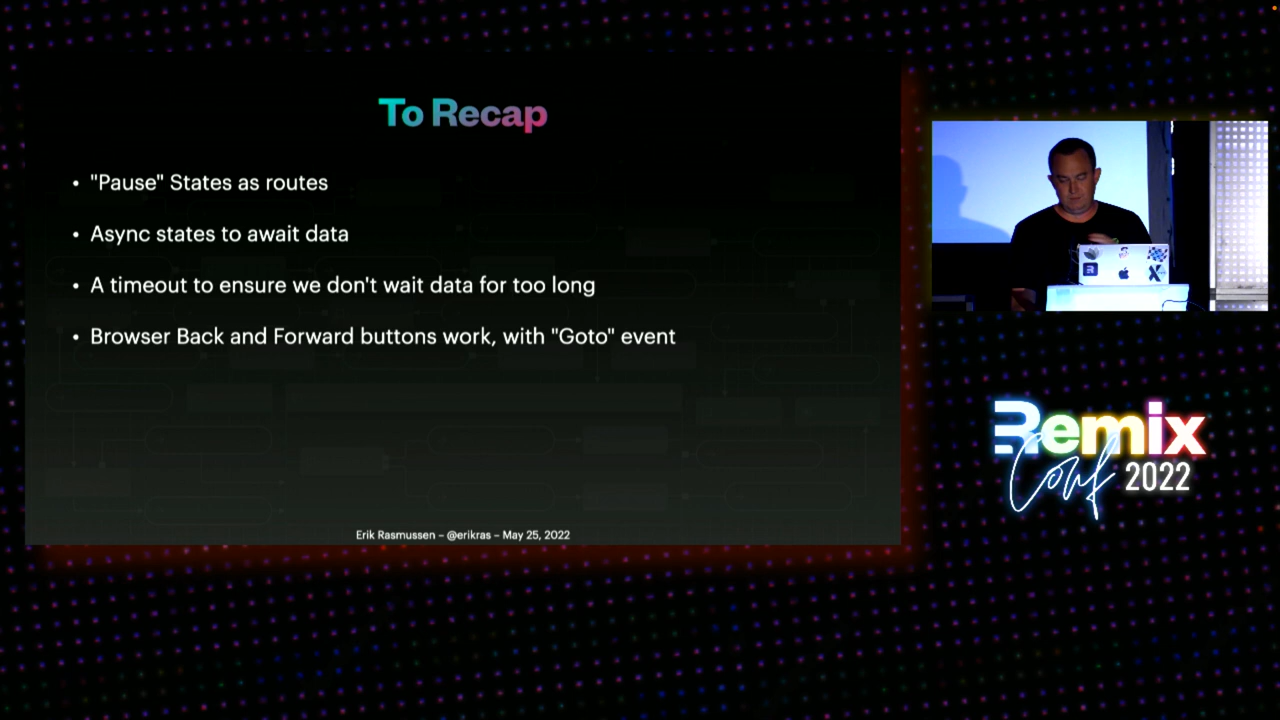 To Recap
• "Pause" States as routes
• Async states to await data
• A timeout to ensure we don't wait data for too long
• Browser Back and Forward buttons work, with "Goto" event
Erik Rasmussen – @erikras – May 25, 2022
Remix
Conf 2022